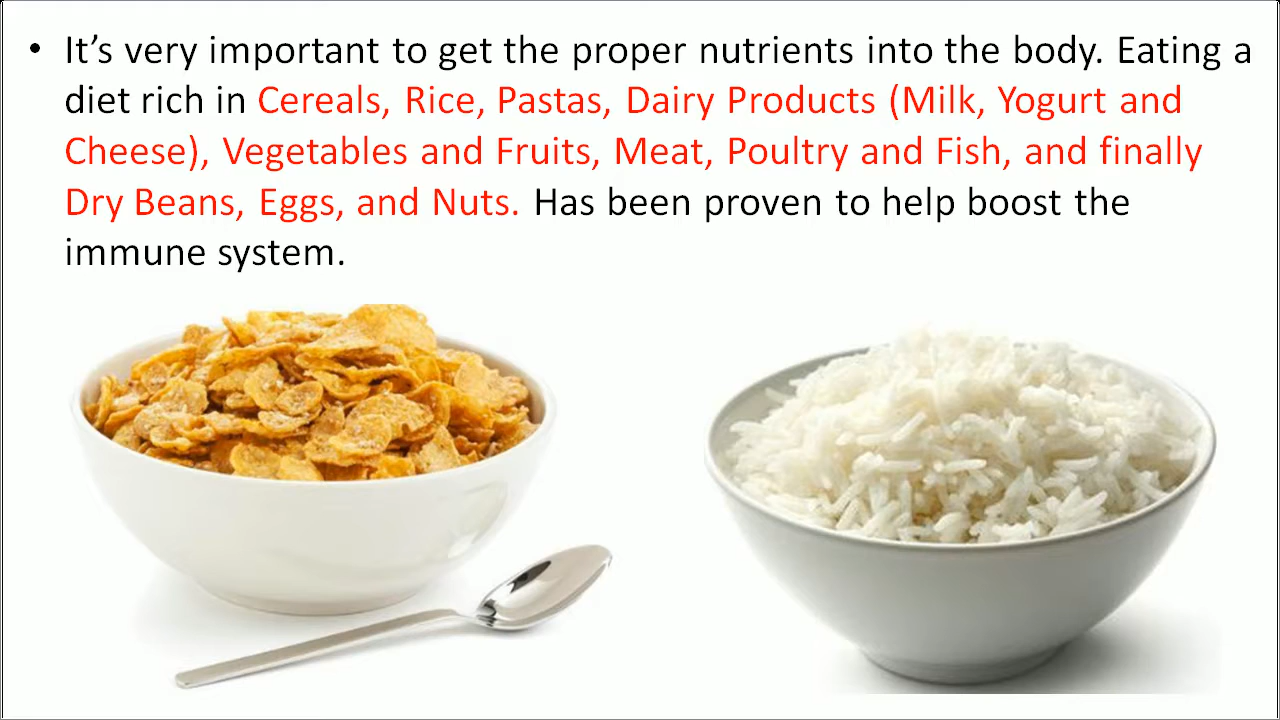 • It’s very important to get the proper nutrients into the body. Eating a
diet rich in Cereals, Rice, Pastas, Dairy Products (Milk, Yogurt and
Cheese), Vegetables and Fruits, Meat, Poultry and Fish, and finally
Dry Beans, Eggs, and Nuts. Has been proven to help boost the
immune system.